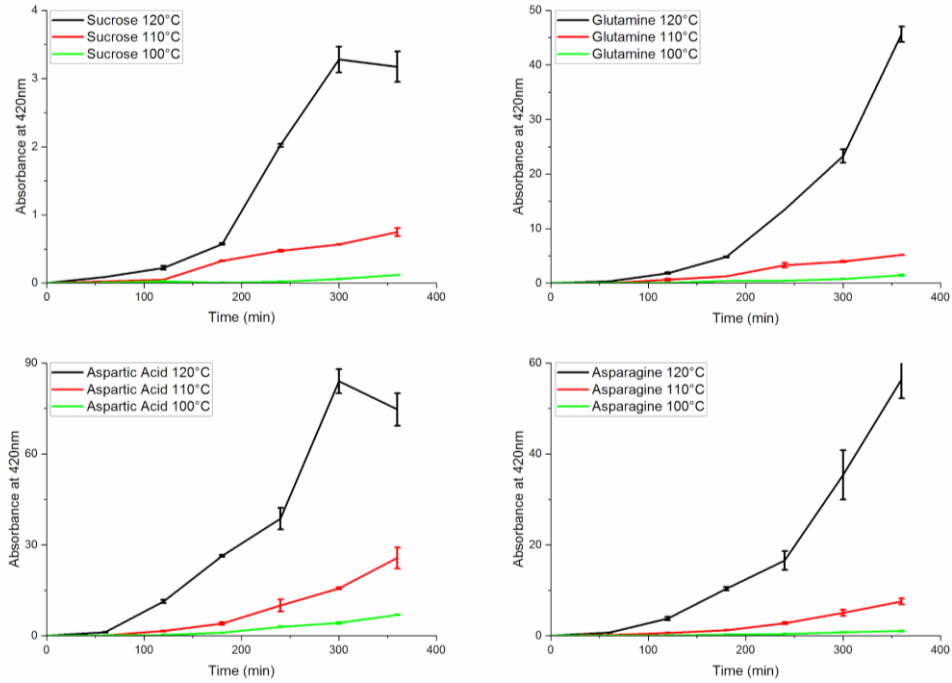 Sucrose 120°C
Sucrose 110°C
Sucrose 100°C
Absorbance at 420nm
4
3
2
1
0
0 100 200 300 400
Time (min)
Glutamine 120°C
Glutamine 110°C
Glutamine 100°C
Absorbance at 420nm
50
40
30
20
10
0
0 100 200 300 400
Time (min)
Aspartic Acid 120°C
Aspartic Acid 110°C
Aspartic Acid 100°C
Absorbance at 420nm
90
60
30
0
0 100 200 300 400
Time (min)
Asparagine 120°C
Asparagine 110°C
Asparagine 100°C
Absorbance at 420nm
60
40
20
0
0 100 200 300 400
Time (min)